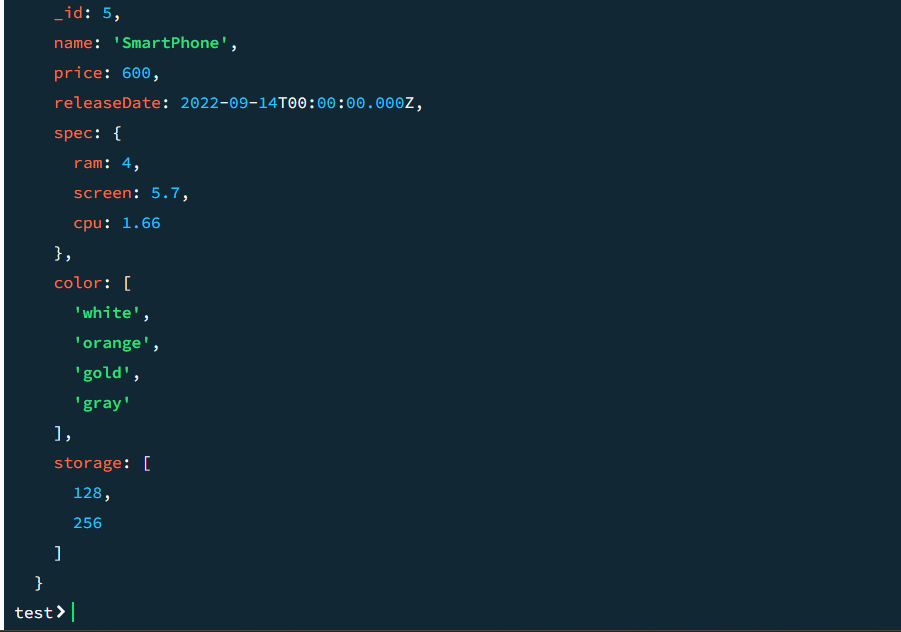 _id: 5,
name: 'SmartPhone',
price: 600,
releaseDate: 2022-09-14T00:00:00.000Z,
spec: {
ram: 4,
screen: 5.7,
cpu: 1.66
},
color: [
'white',
'orange',
'gold',
'gray'
],
storage: [
128,
256
]
}
test>